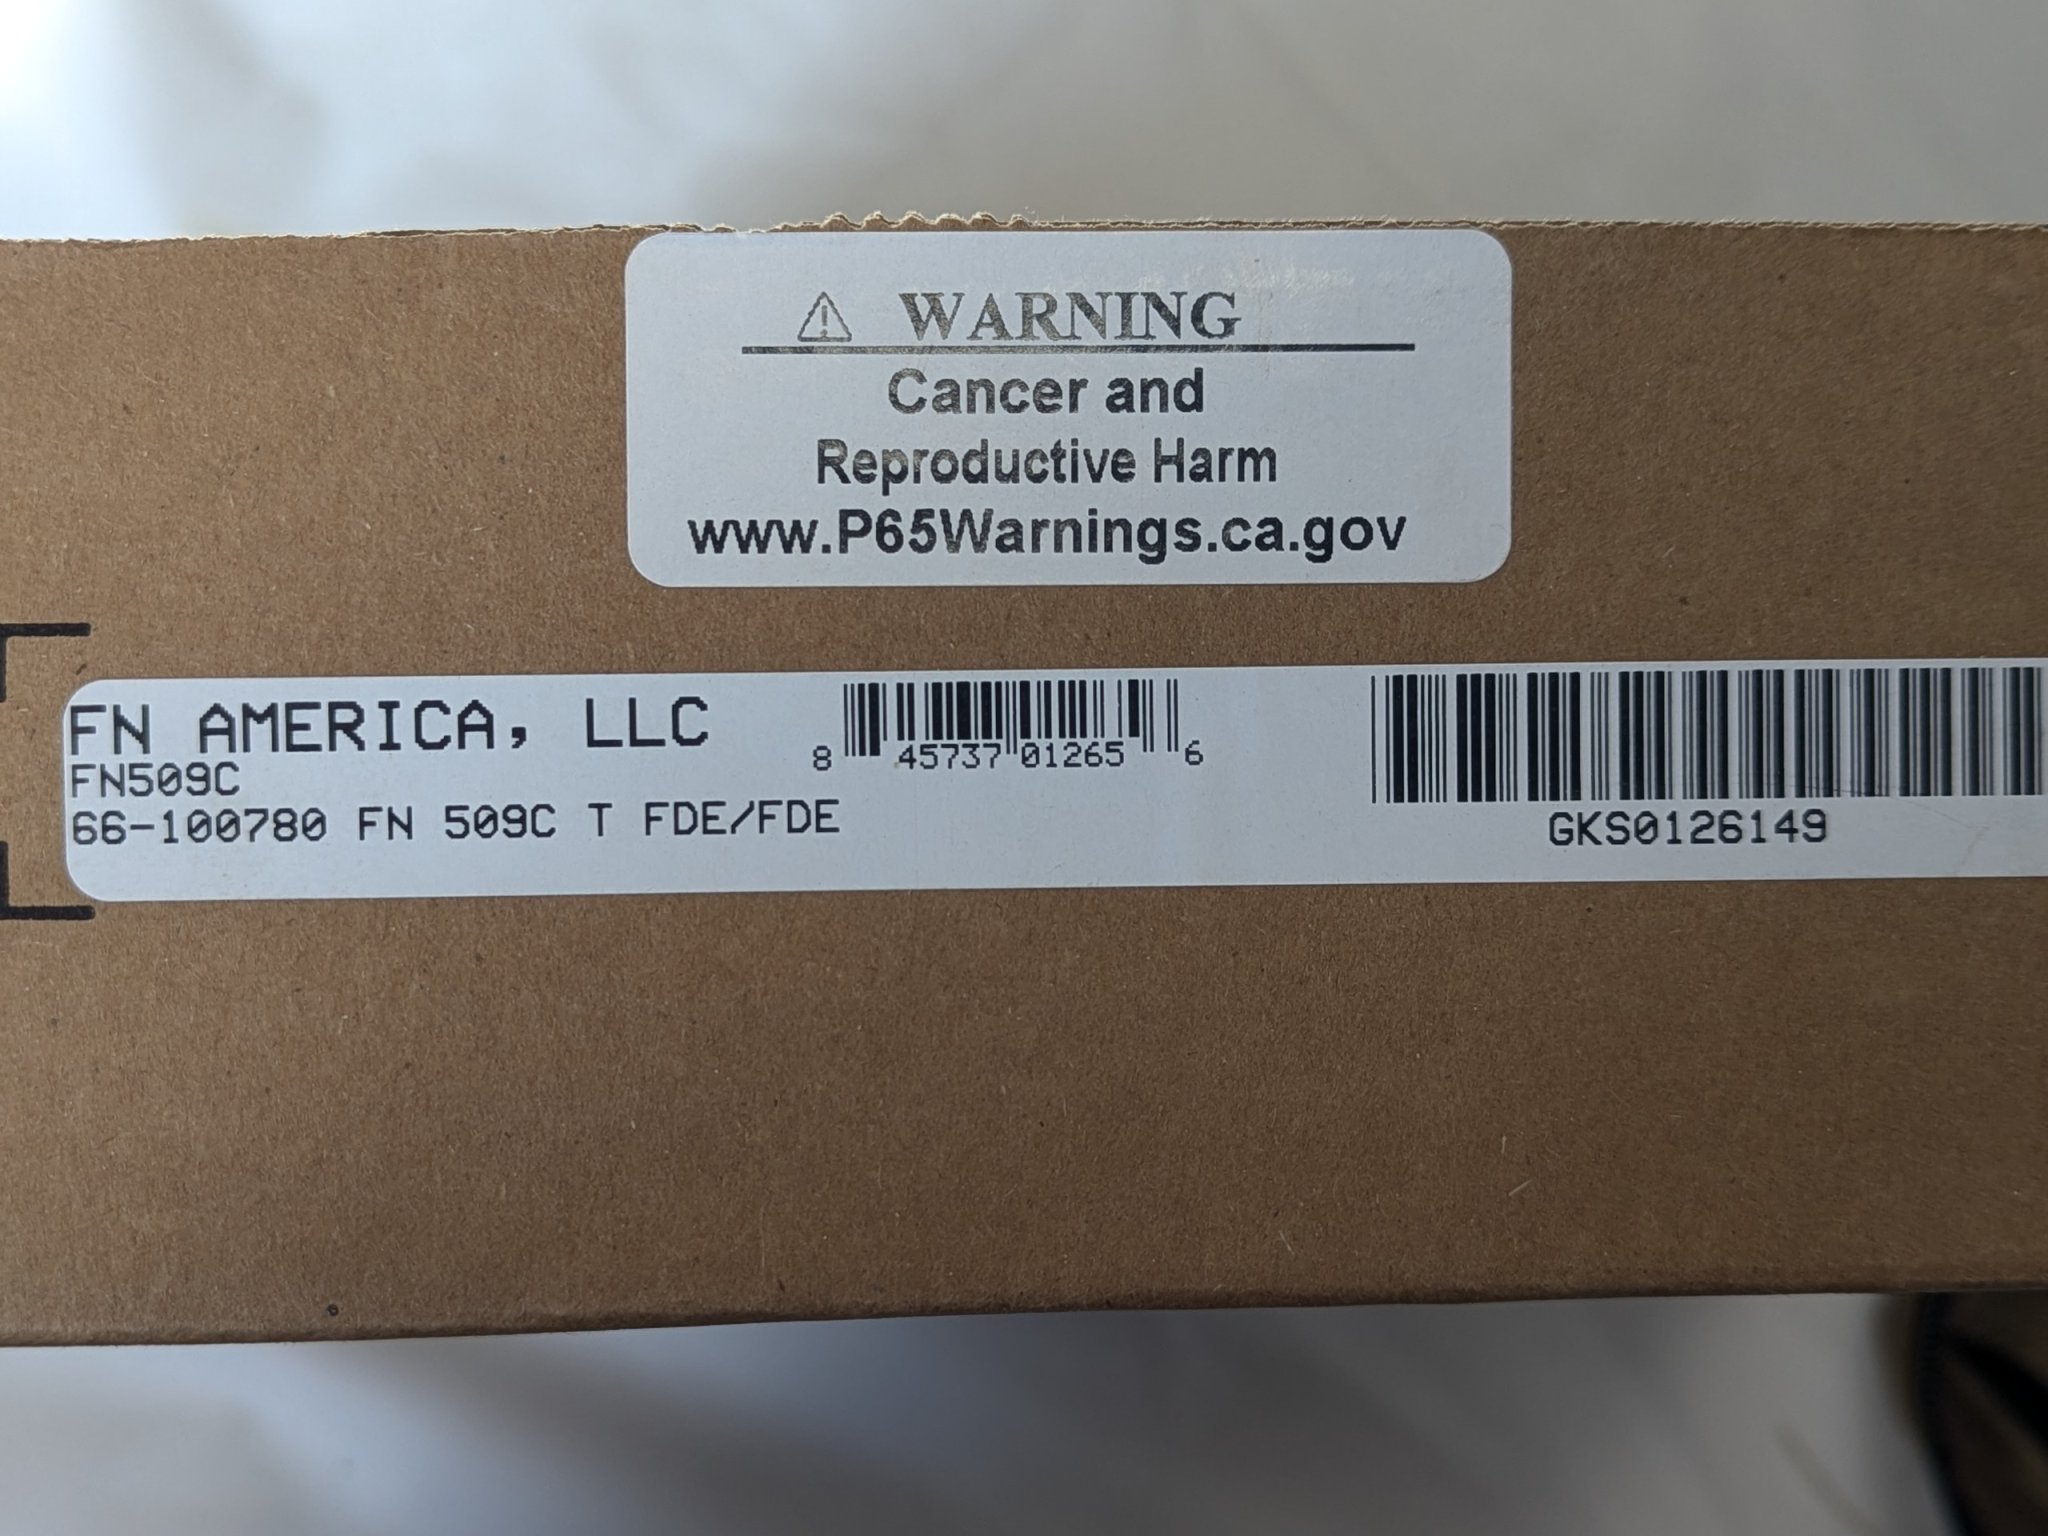 ⚠ WARNING
Cancer and
Reproductive Harm
www.P65Warnings.ca.gov
FN AMERICA, LLC
FN509C
66-100780 FN 509C T FDE/FDE
8 45737 01265 6
GKS0126149